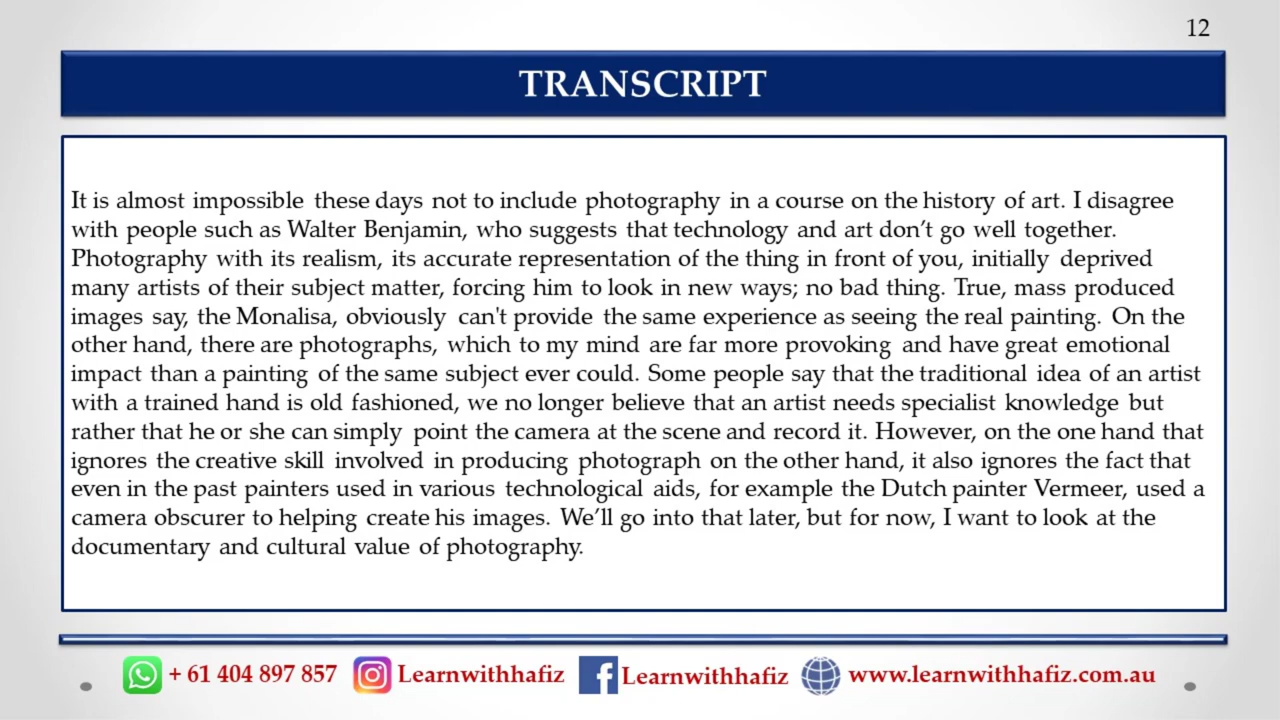 12
TRANSCRIPT
It is almost impossible these days not to include photography in a course on the history of art. I disagree
with people such as Walter Benjamin, who suggests that technology and art don’t go well together.
Photography with its realism, its accurate representation of the thing in front of you, initially deprived
many artists of their subject matter, forcing him to look in new ways; no bad thing. True, mass produced
images say, the Monalisa, obviously can't provide the same experience as seeing the real painting. On the
other hand, there are photographs, which to my mind are far more provoking and have great emotional
impact than a painting of the same subject ever could. Some people say that the traditional idea of an artist
with a trained hand is old fashioned, we no longer believe that an artist needs specialist knowledge but
rather that he or she can simply point the camera at the scene and record it. However, on the one hand that
ignores the creative skill involved in producing photograph on the other hand, it also ignores the fact that
even in the past painters used in various technological aids, for example the Dutch painter Vermeer, used a
camera obscurer to helping create his images. We’ll go into that later, but for now, I want to look at the
documentary and cultural value of photography.
+ 61 404 897 857 Learnwithhafiz Learnwithhafiz www.learnwithhafiz.com.au